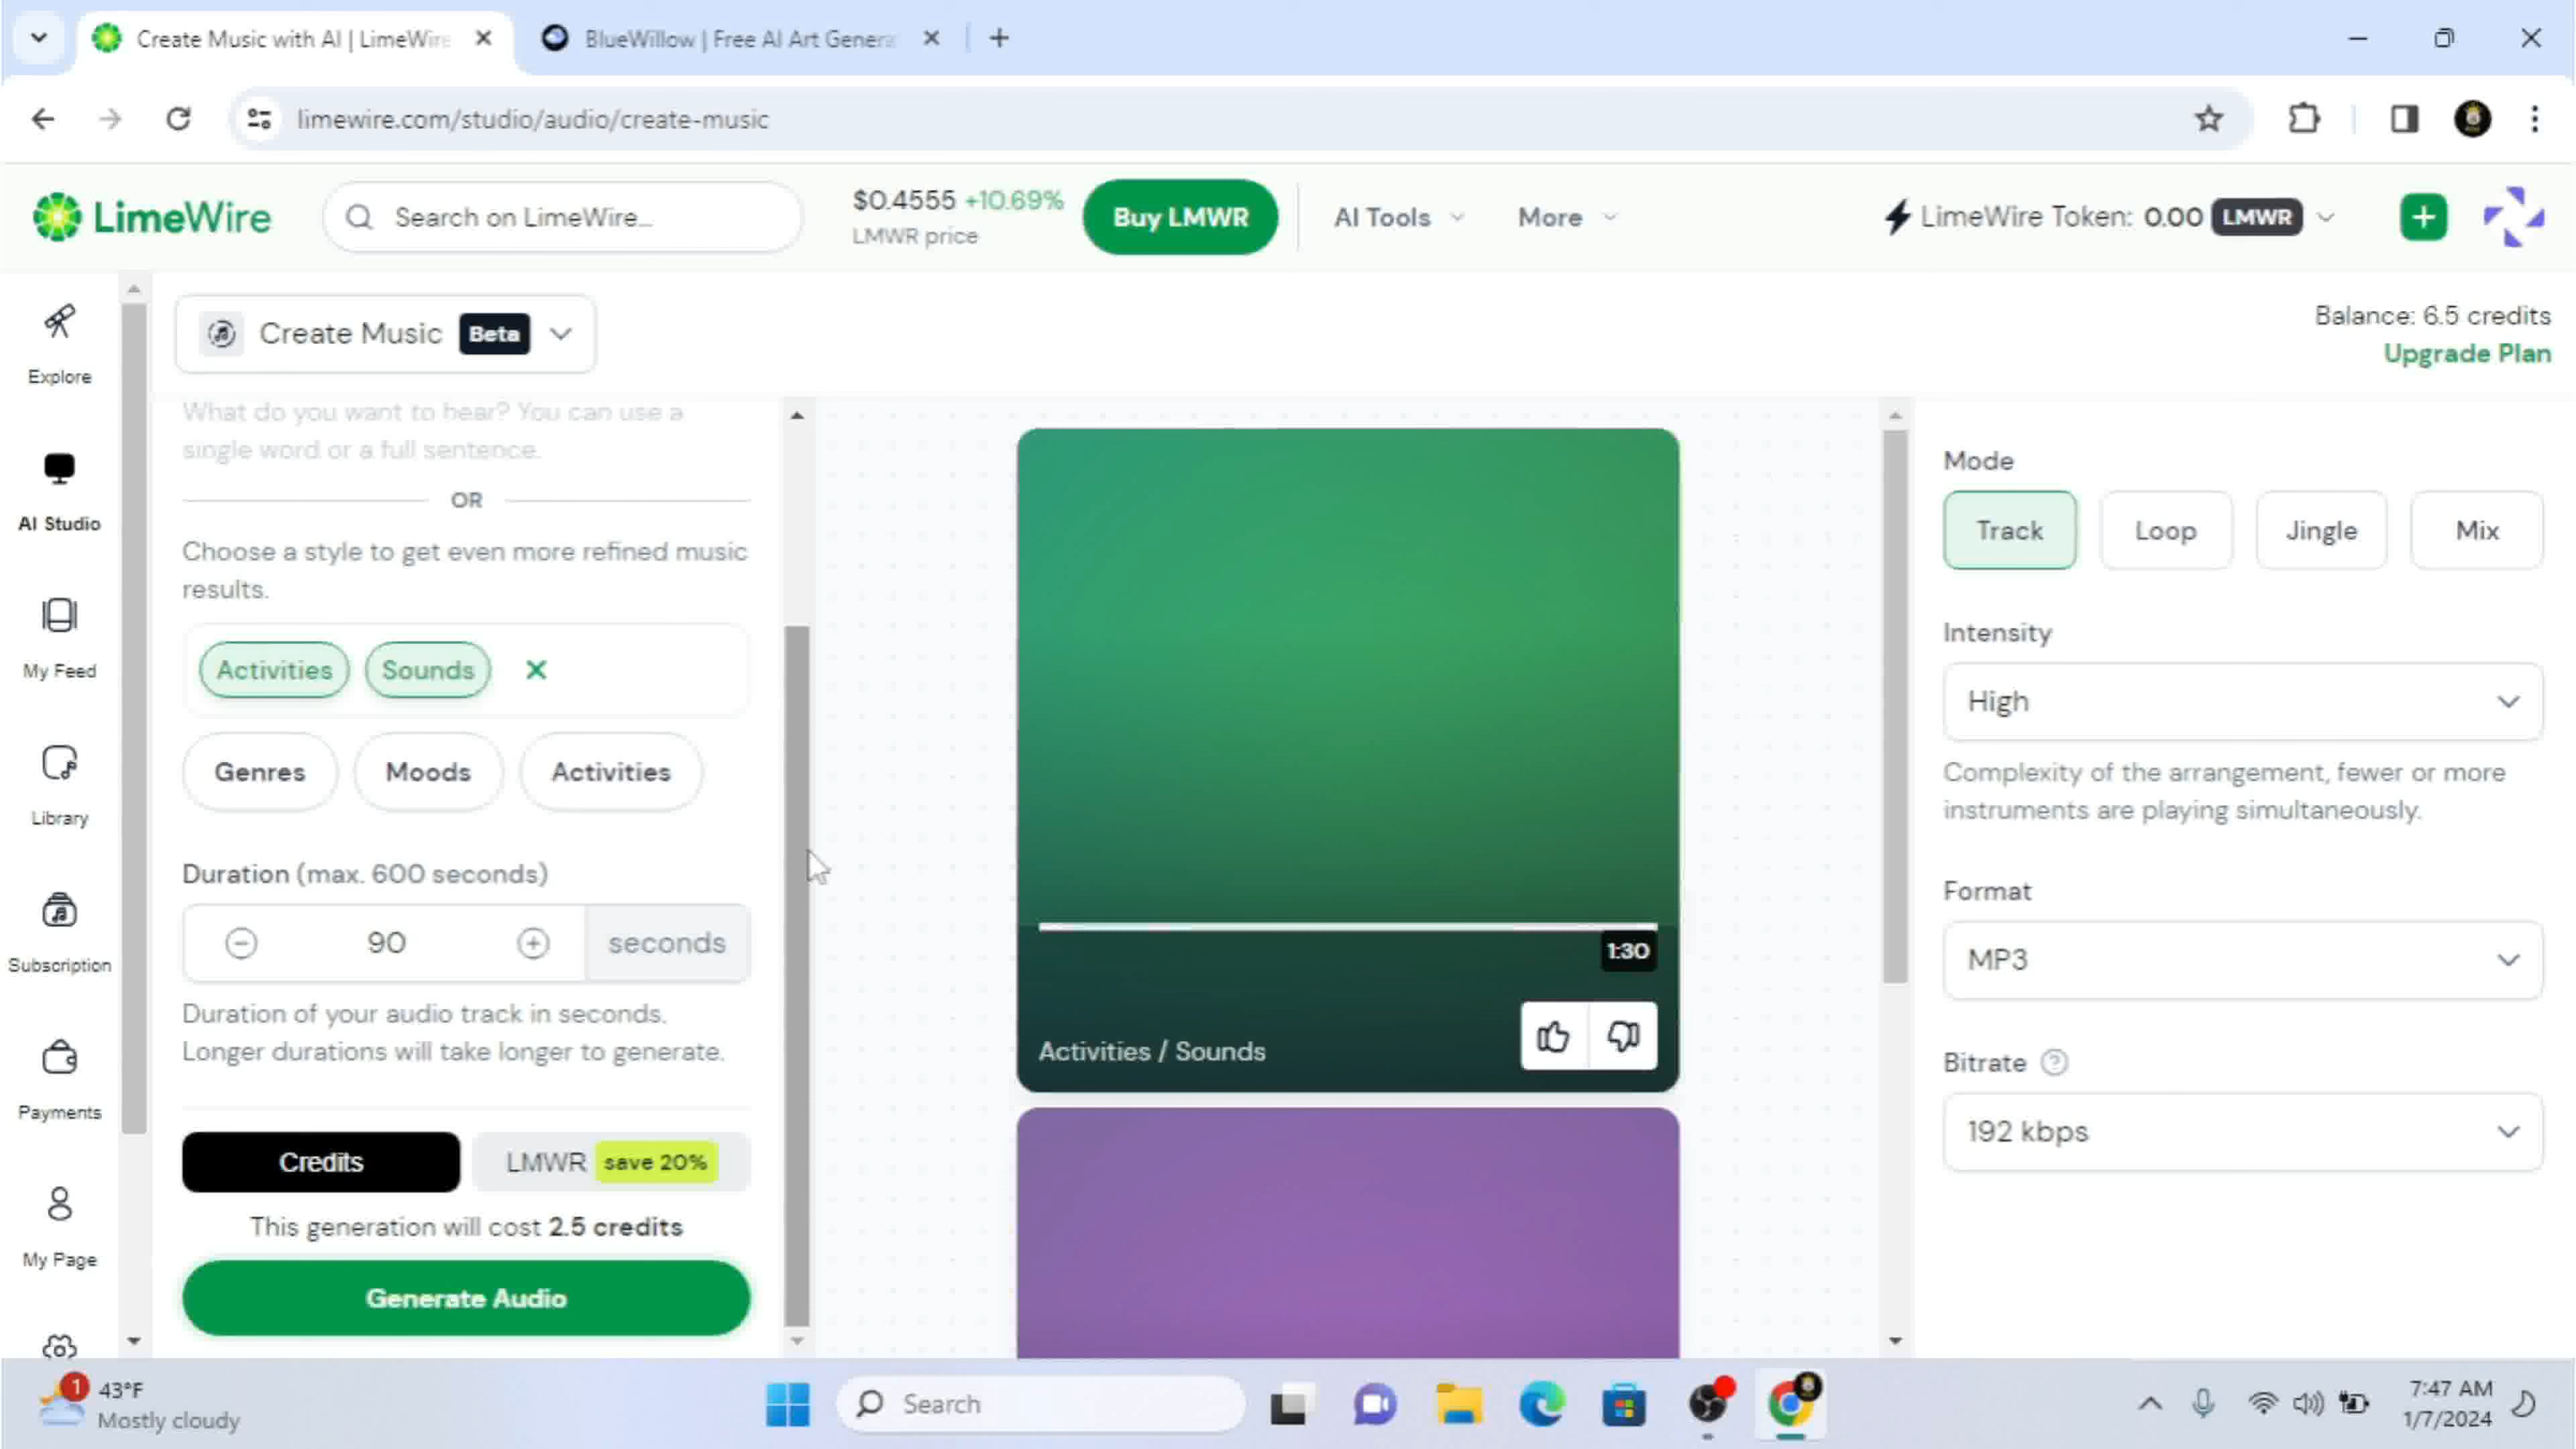 Create Music with AI | LimeWire
BlueWillow | Free AI Art Genera
limewire.com/studio/audio/create-music
LimeWire
Search on LimeWire...
$0.4555 +10.69%
LMWR price
Buy LMWR
AI Tools
More
LimeWire Token: 0.00 LMWR
Explore
AI Studio
My Feed
Library
Subscription
Payments
My Page
Create Music Beta
Balance: 6.5 credits
Upgrade Plan
What do you want to hear? You can use a
single word or a full sentence.
OR
Choose a style to get even more refined music
results.
Activities Sounds
Genres Moods Activities
Duration (max. 600 seconds)
90 seconds
Duration of your audio track in seconds.
Longer durations will take longer to generate.
Credits LMWR save 20%
This generation will cost 2.5 credits
Generate Audio
1:30
Activities / Sounds
Mode
Track Loop Jingle Mix
Intensity
High
Complexity of the arrangement, fewer or more
instruments are playing simultaneously.
Format
MP3
Bitrate ?
192 kbps
1
43°F
Mostly cloudy
Search
7:47 AM
1/7/2024